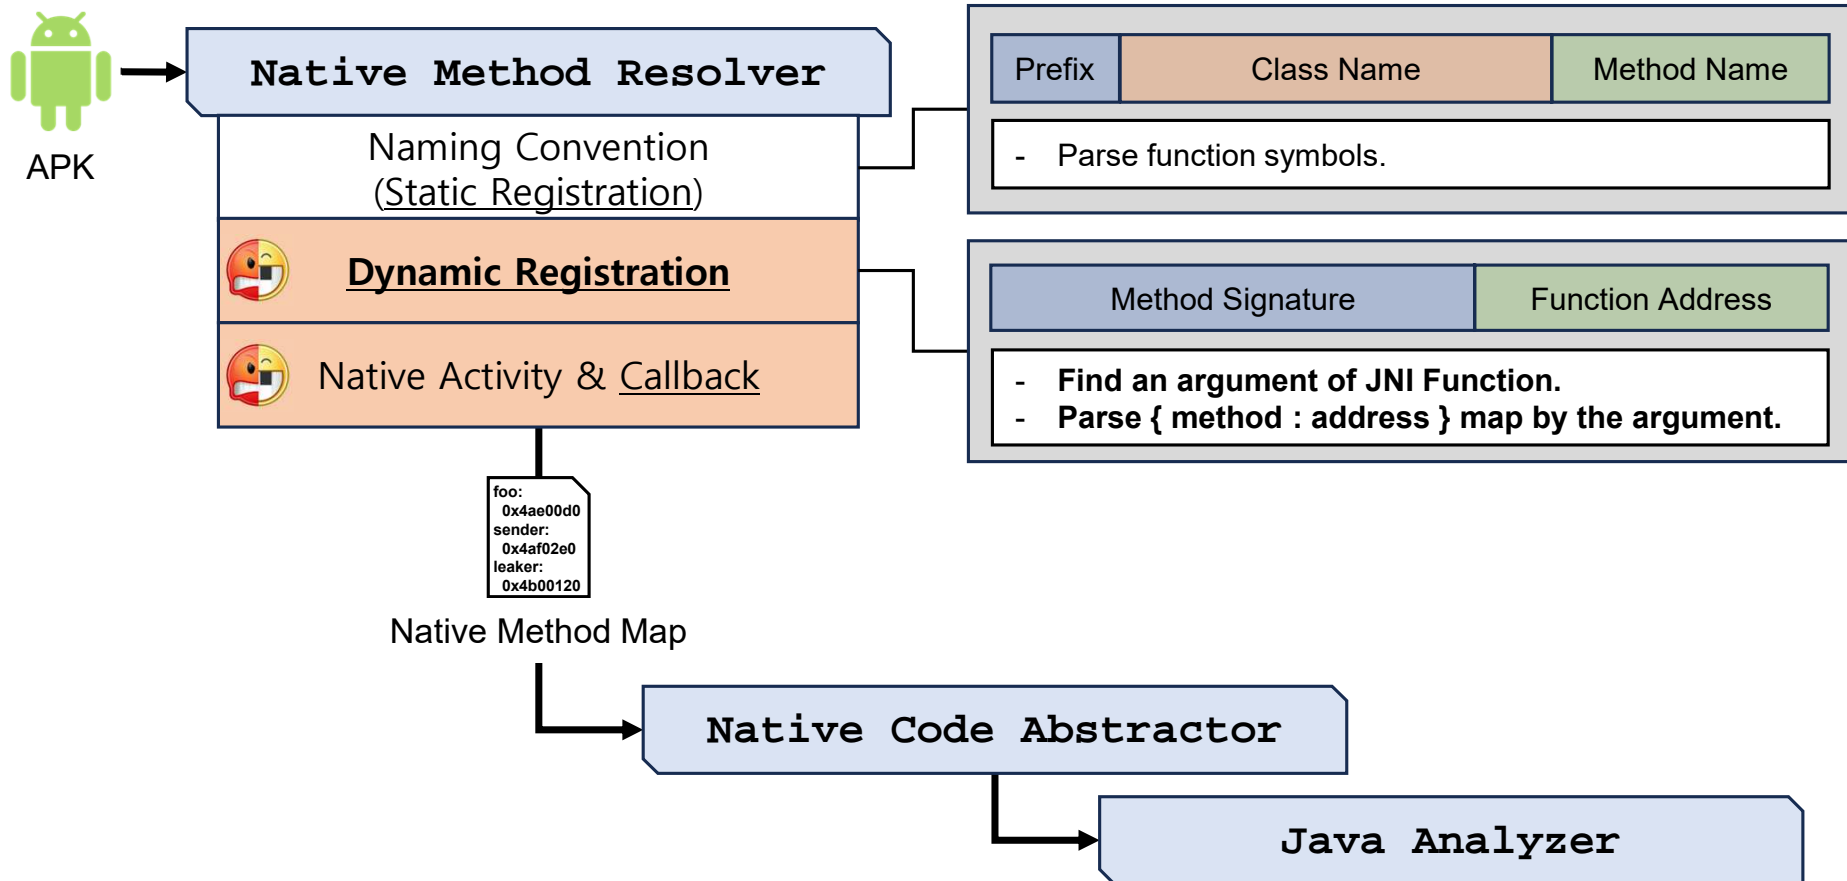 APK
Native Method Resolver
Naming Convention
(Static Registration)
Dynamic Registration
Native Activity & Callback
Prefix
Class Name
Method Name
- Parse function symbols.
Method Signature
Function Address
- Find an argument of JNI Function.
- Parse { method : address } map by the argument.
foo:
0x4ae00d0
sender:
0x4af02e0
leaker:
0x4b00120
Native Method Map
Native Code Abstractor
Java Analyzer